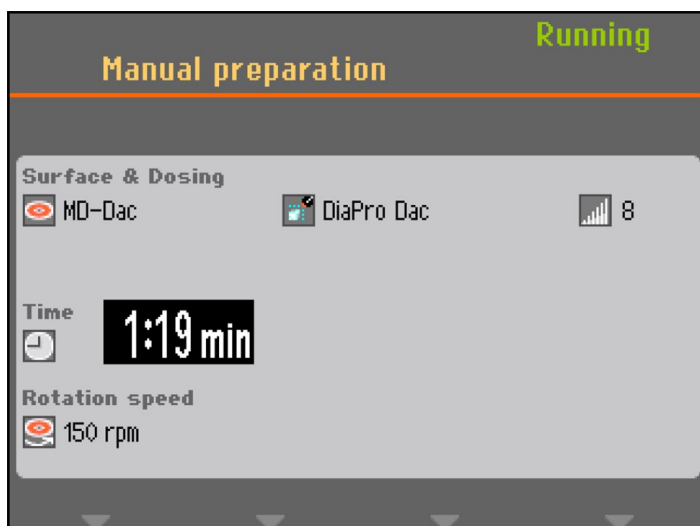 Running
Manual preparation
Surface & Dosing
MD-Dac DiaPro Dac 8
Time
1:19 min
Rotation speed
150 rpm